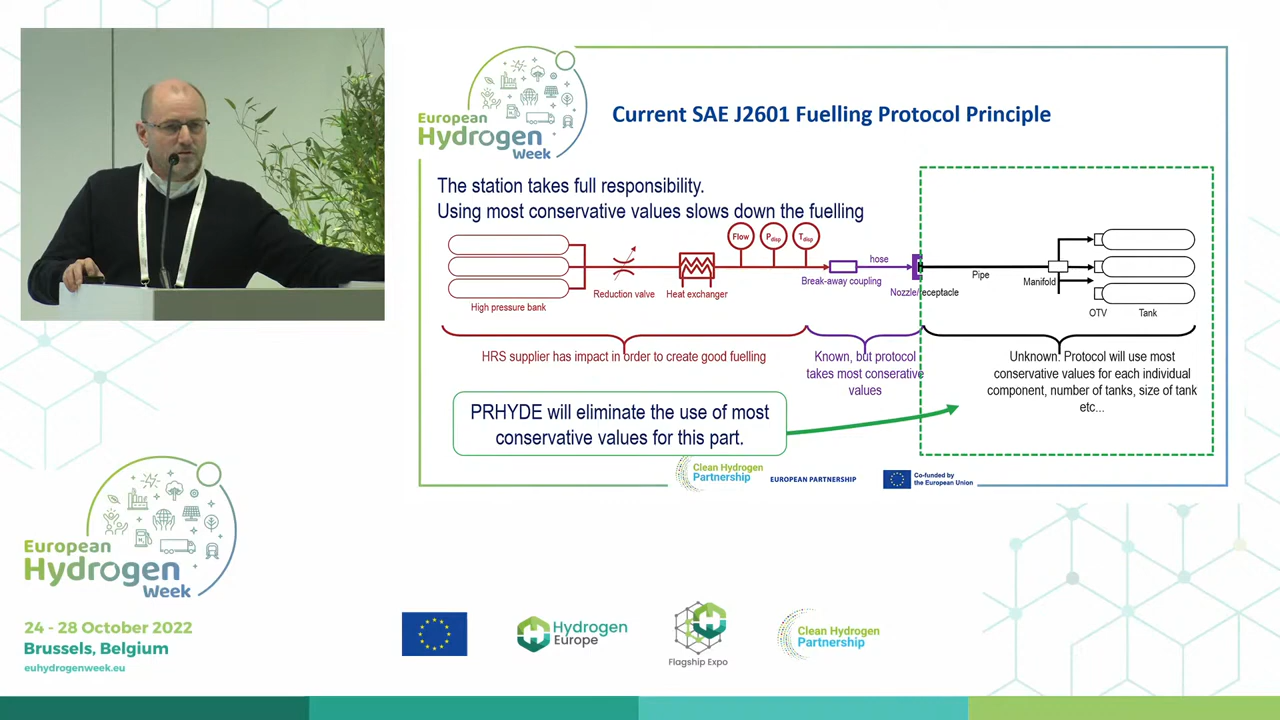 European
Hydrogen
Week
Current SAE J2601 Fuelling Protocol Principle
The station takes full responsibility.
Using most conservative values slows down the fuelling
Flow
Pdisp
Tdisp
hose
Pipe
Break-away coupling
Manifold
Reduction valve
Heat exchanger
Nozzle/receptacle
High pressure bank
OTV
Tank
HRS supplier has impact in order to create good fuelling
Known, but protocol
takes most conserative
values
Unknown. Protocol will use most
conservative values for each individual
component, number of tanks, size of tank
etc...
PRHYDE will eliminate the use of most
conservative values for this part.
Clean Hydrogen
Partnership
EUROPEAN PARTNERSHIP
Co-funded by
the European Union
European
Hydrogen
Week
24 - 28 October 2022
Brussels, Belgium
euhydrogenweek.eu
Hydrogen
Europe
Flagship Expo
Clean Hydrogen
Partnership